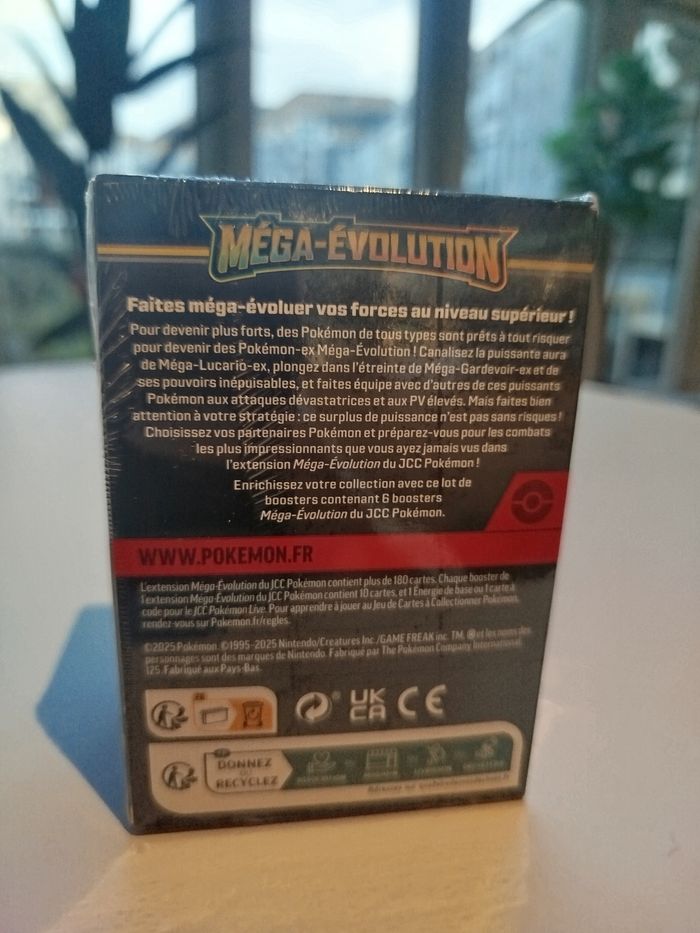 MÉGA-ÉVOLUTION
Faites méga-évoluer vos forces au niveau supérieur !
Pour devenir plus forts, des Pokémon de tous types sont prêts à tout risquer
pour devenir des Pokémon-ex Méga-Évolution ! Canalisez la puissante aura
de Méga-Lucario-ex, plongez dans l'étreinte de Méga-Gardevoir-ex et de
ses pouvoirs inépuisables, et faites équipe avec d'autres de ces puissants
Pokémon aux attaques dévastatrices et aux PV élevés. Mais faites bien
attention à votre stratégie : ce surplus de puissance n'est pas sans risques !
Choisissez vos partenaires Pokémon et préparez-vous pour les combats
les plus impressionnants que vous ayez jamais vus dans
l'extension Méga-Évolution du JCC Pokémon !
Enrichissez votre collection avec ce lot de
boosters contenant 6 boosters
Méga-Évolution du JCC Pokémon.
WWW.POKEMON.FR
L'extension Méga-Évolution du JCC Pokémon contient plus de 180 cartes. Chaque booster de
l'extension Méga-Évolution du JCC Pokémon contient 10 cartes, et 1 Énergie de base ou 1 carte à
code pour le JCC Pokémon Live. Pour apprendre à jouer au Jeu de Cartes à Collectionner Pokémon,
rendez-vous sur Pokemon.fr/regles.
©2025 Pokémon. ©1995-2025 Nintendo/Creatures Inc./GAME FREAK inc. TM, ® et les noms des
personnages sont des marques de Nintendo. Fabriqué par The Pokémon Company International
125. Fabriqué aux Pays-Bas.
FR
UK
CA CE
DONNEZ
OU
RECYCLEZ